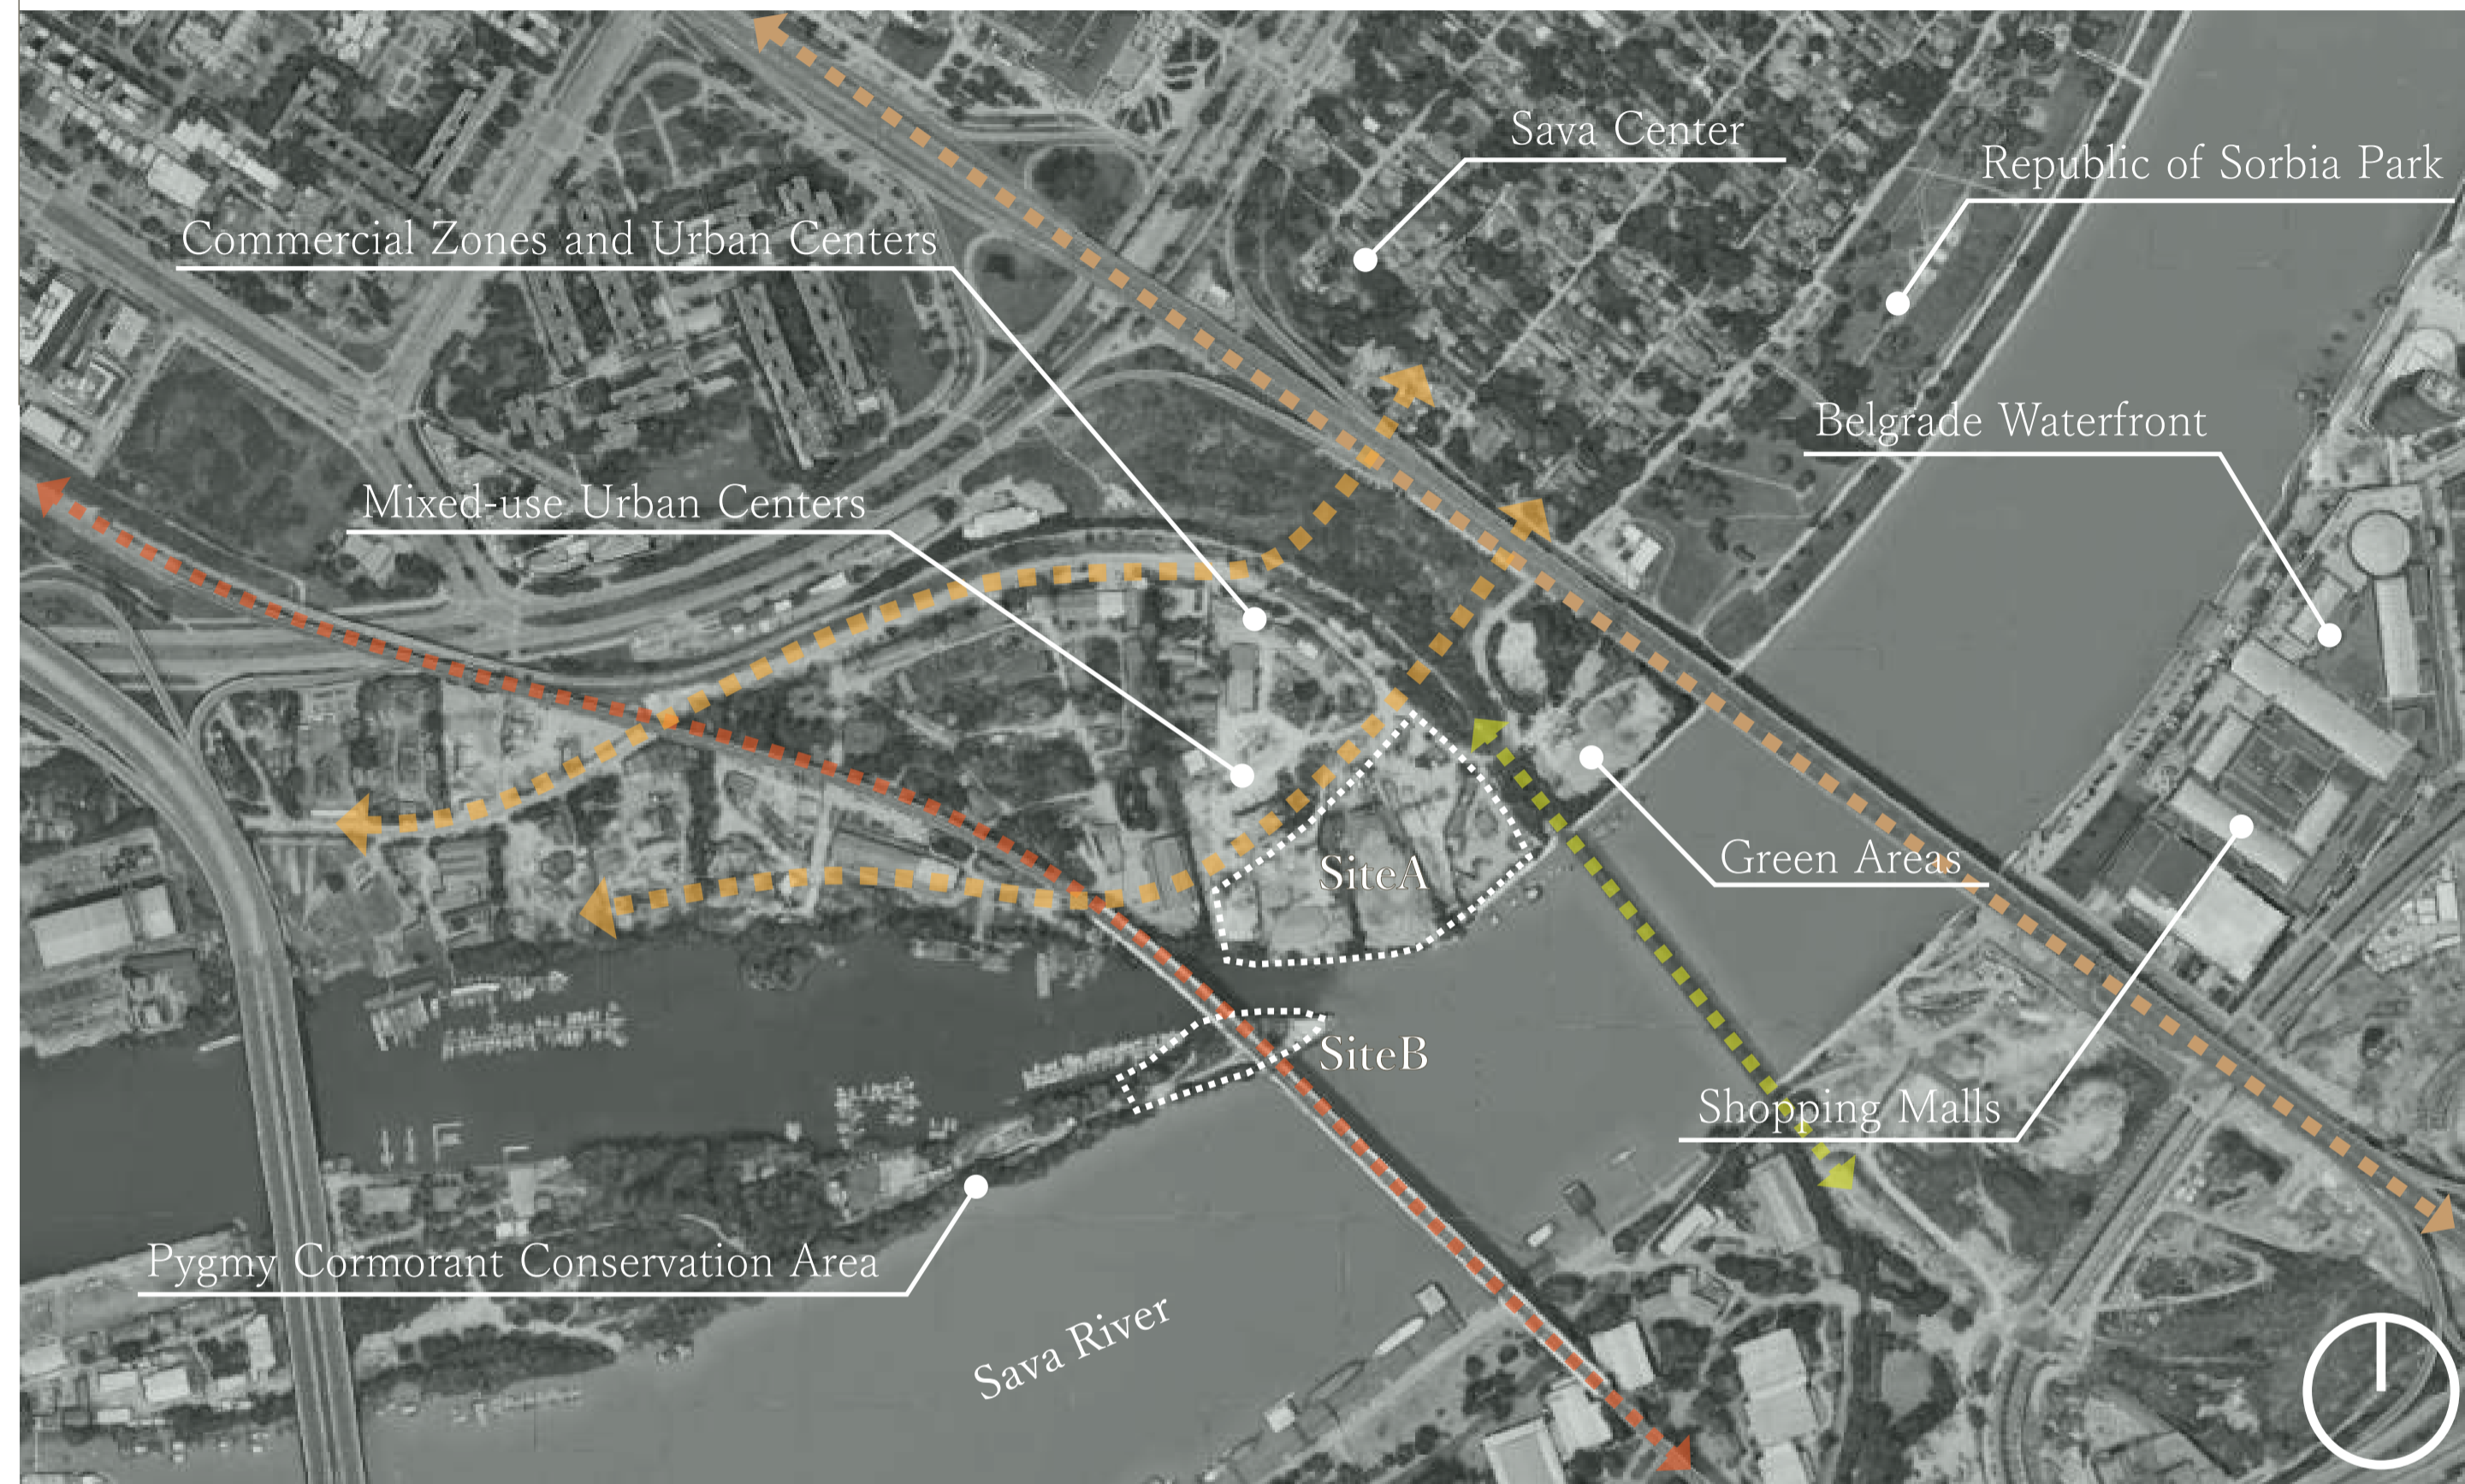 Sava Center
Republic of Sorbia Park
Commercial Zones and Urban Centers
Belgrade Waterfront
Mixed-use Urban Centers
Green Areas
SiteA
SiteB
Shopping Malls
Pygmy Cormorant Conservation Area
Sava River